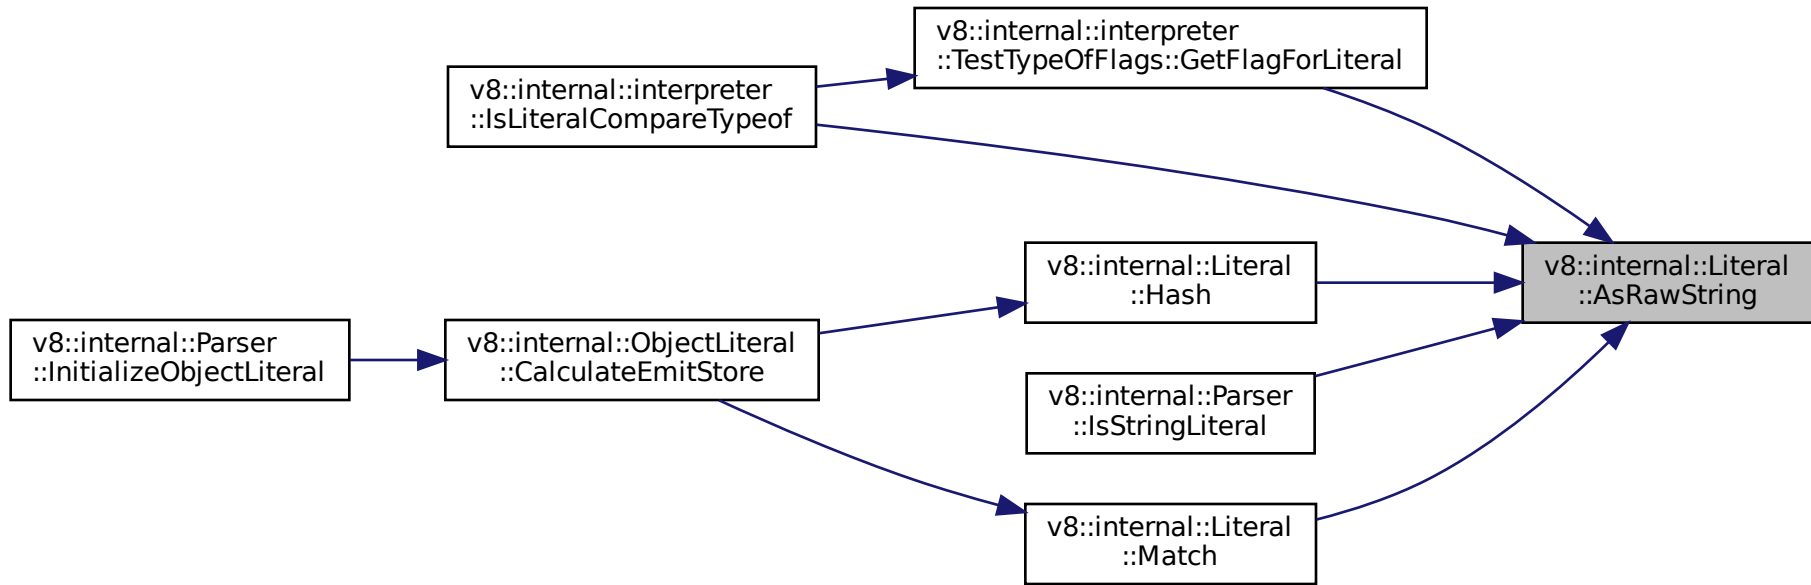 v8::internal::interpreter
::TestTypeOfFlags::GetFlagForLiteral
v8::internal::interpreter
::IsLiteralCompareTypeof
v8::internal::Literal
::Hash
v8::internal::Literal
::AsRawString
v8::internal::Parser
::InitializeObjectLiteral
v8::internal::ObjectLiteral
::CalculateEmitStore
v8::internal::Parser
::IsStringLiteral
v8::internal::Literal
::Match